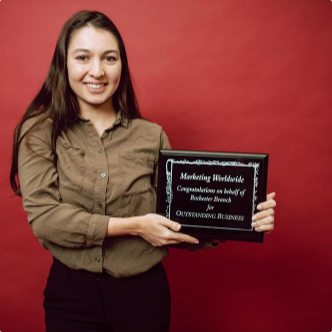 Marketing Worldwide
Congratulations on behalf of
Rochester Branch
for
OUTSTANDING BUSINESS